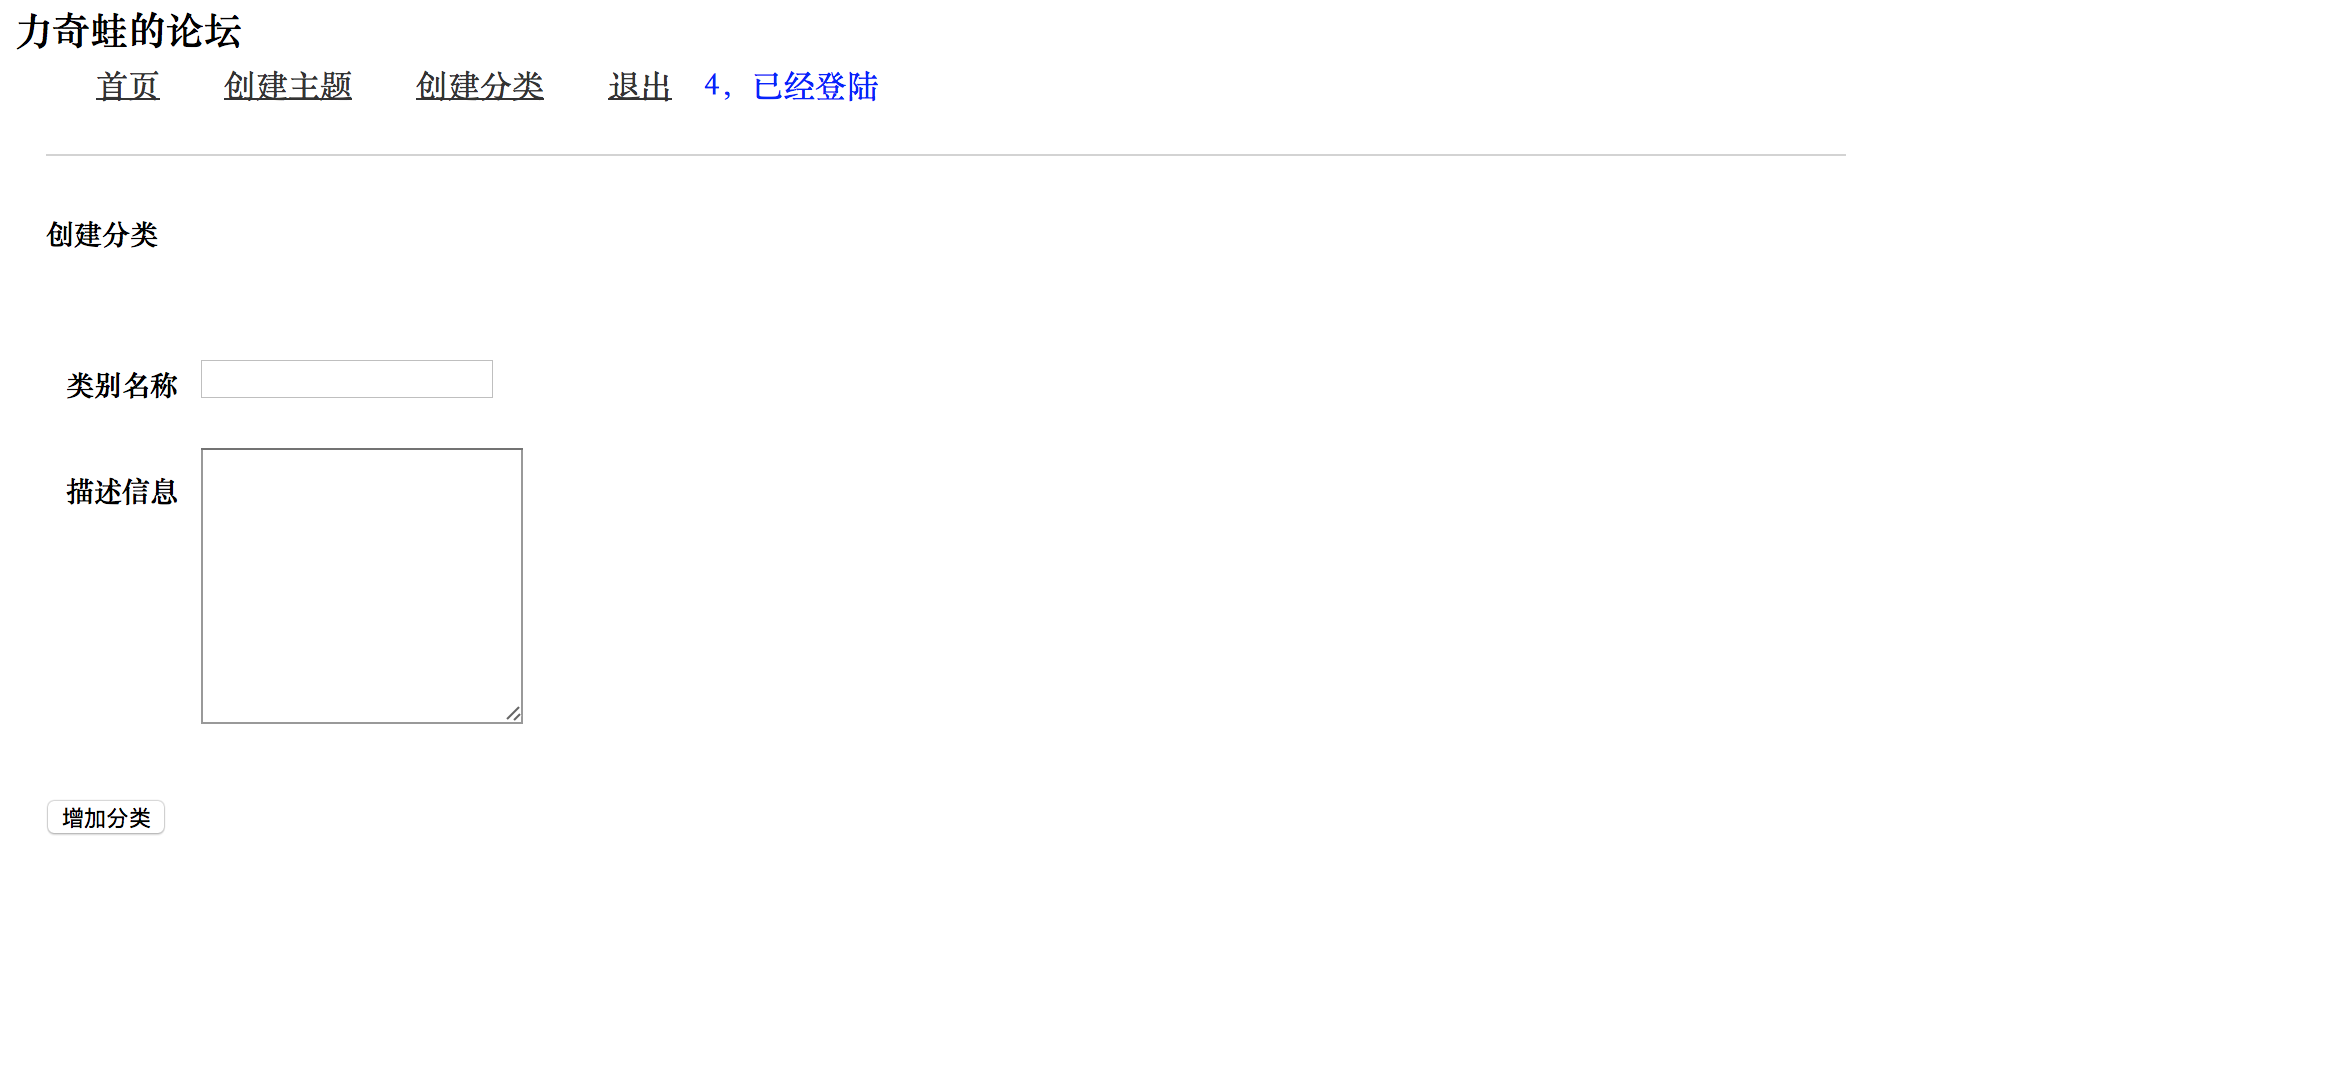 力奇蛙的论坛
首页 创建主题 创建分类 退出 4，已经登陆
创建分类
类别名称
描述信息
增加分类